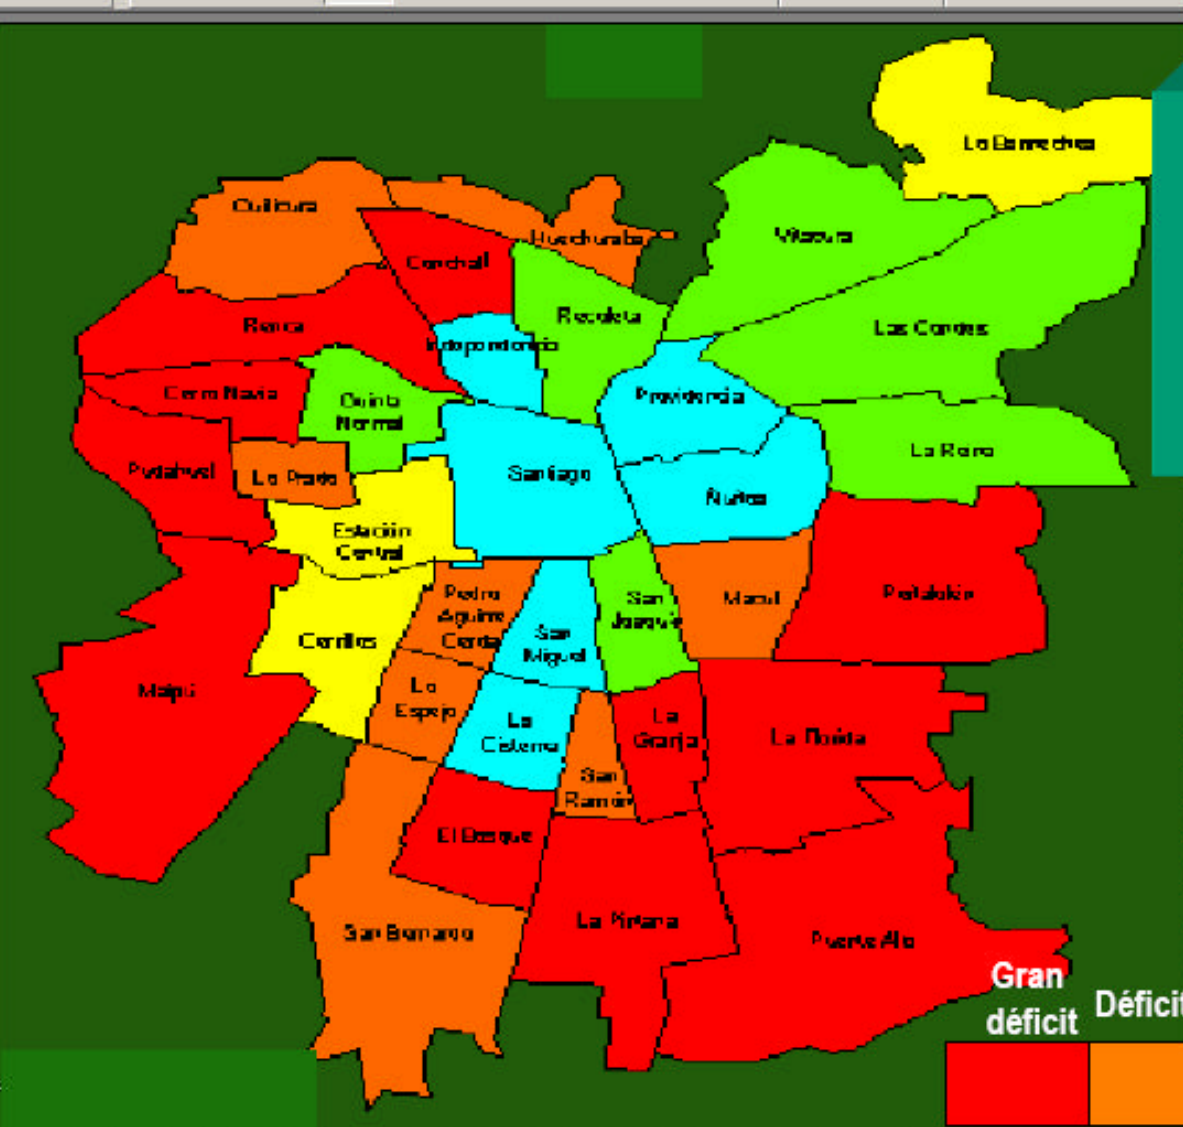 Lo Barnechea
Quilicura
Vitacura
Huechuraba
Conchalí
Recoleta
Renca
Las Condes
Independencia
Cerro Navia
Quinta
Normal
Providencia
La Reina
Pudahuel
Lo Prado
Santiago
Ñuñoa
Estación
Central
Pedro
Aguirre
Cerda
San
Joaquín
Macul
Peñalolén
Cerrillos
San
Miguel
Maipú
Lo
Espejo
La
Cisterna
La
Granja
La Florida
San
Ramón
El Bosque
La Pintana
San Bernardo
Puente Alto
Gran
déficit
Déficit